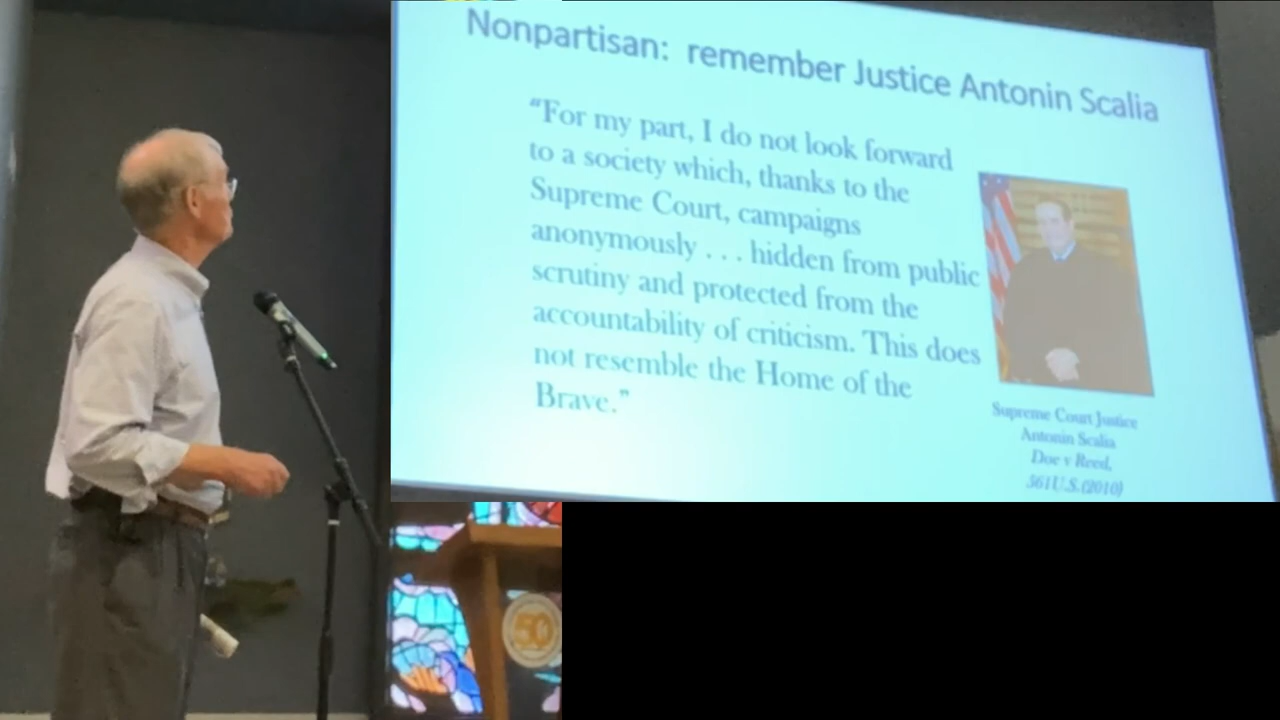 Nonpartisan: remember Justice Antonin Scalia
“For my part, I do not look forward
to a society which, thanks to the
Supreme Court, campaigns
anonymously . . . hidden from public
scrutiny and protected from the
accountability of criticism. This does
not resemble the Home of the
Brave.”
Supreme Court Justice
Antonin Scalia
Doe v Reed,
561 U.S. (2010)
50